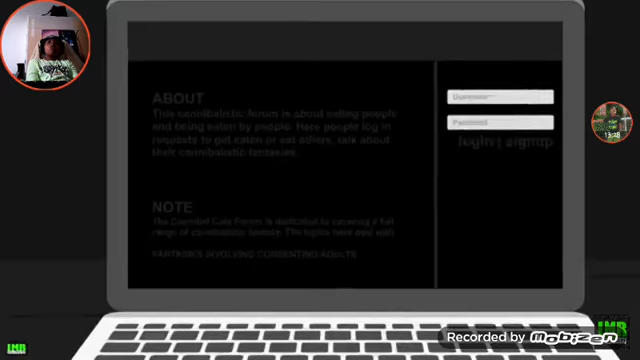 ABOUT
This cannibalistic forum is about eating people
and being eaten by people. Here people log in
requests to get eaten or eat others, talk about
their cannibalistic fantasies.
Username
Password
login | signup
NOTE
The Cannibal Cafe Forum is dedicated to covering a full
range of cannibalistic fantasy. The topics here deal with
FANTASIES INVOLVING CONSENTING ADULTS
13:28
Recorded by Mobizen